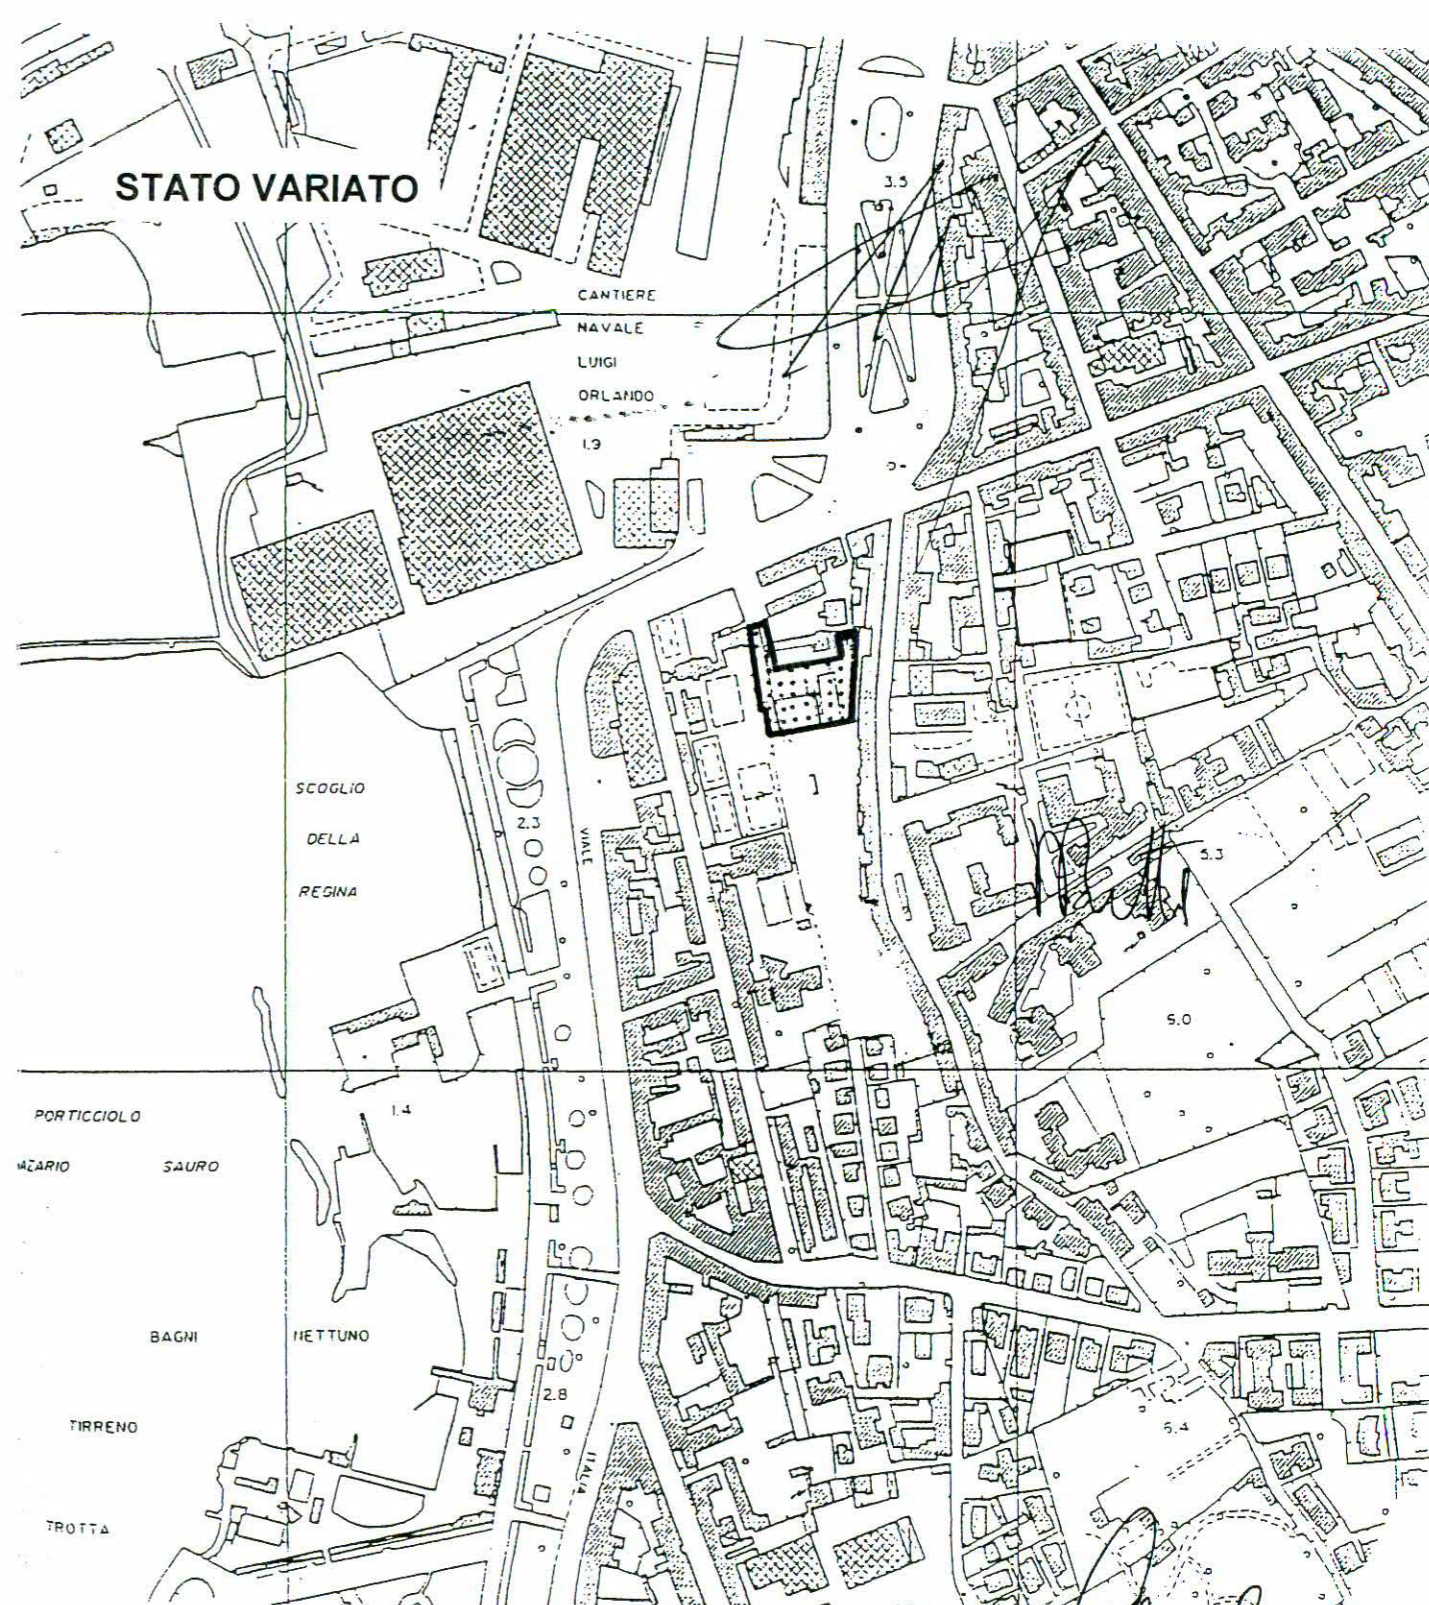 STATO VARIATO
3.5
CANTIERE
NAVALE
LUIGI
ORLANDO
1.9
SCOGLIO
DELLA
REGINA
2.3
VIALE
5.3
5.0
PORTICCIOLO
SAURO
1.4
BAGNI NETTUNO
2.8
TIRRENO
6.4
ITALIA
TROTTA